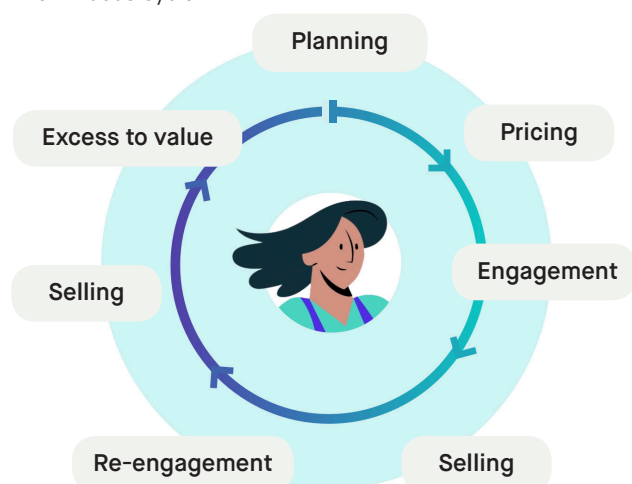 Planning
Pricing
Engagement
Selling
Re-engagement
Selling
Excess to value